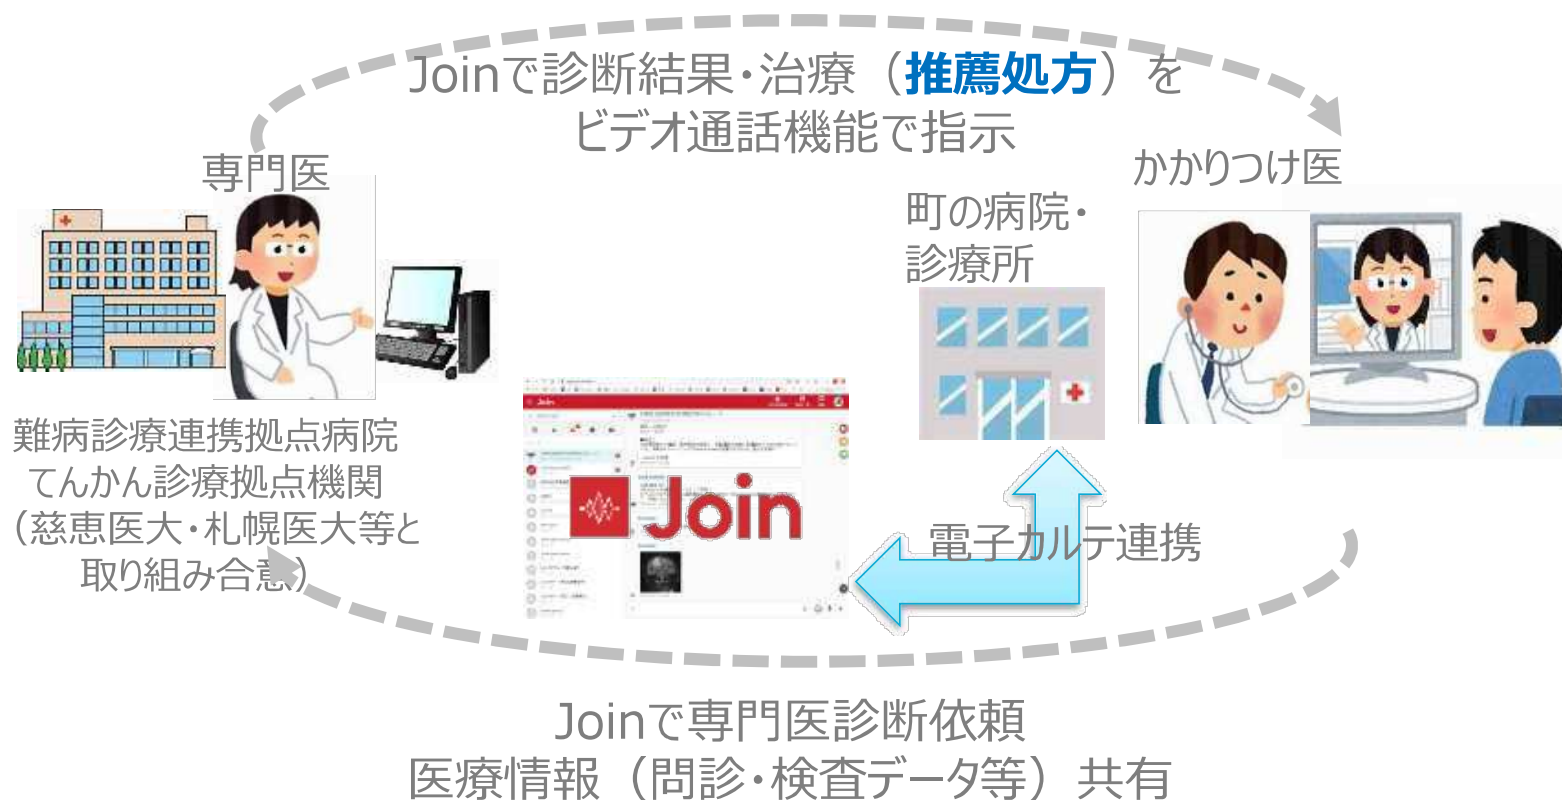 Joinで診断結果・治療（推薦処方）を
ビデオ通話機能で指示
専門医
かかりつけ医
町の病院・
診療所
難病診療連携拠点病院
てんかん診療拠点機関
（慈恵医大・札幌医大等と
取り組み合意）
Join
Join
電子カルテ連携
Joinで専門医診断依頼
医療情報（問診・検査データ等）共有